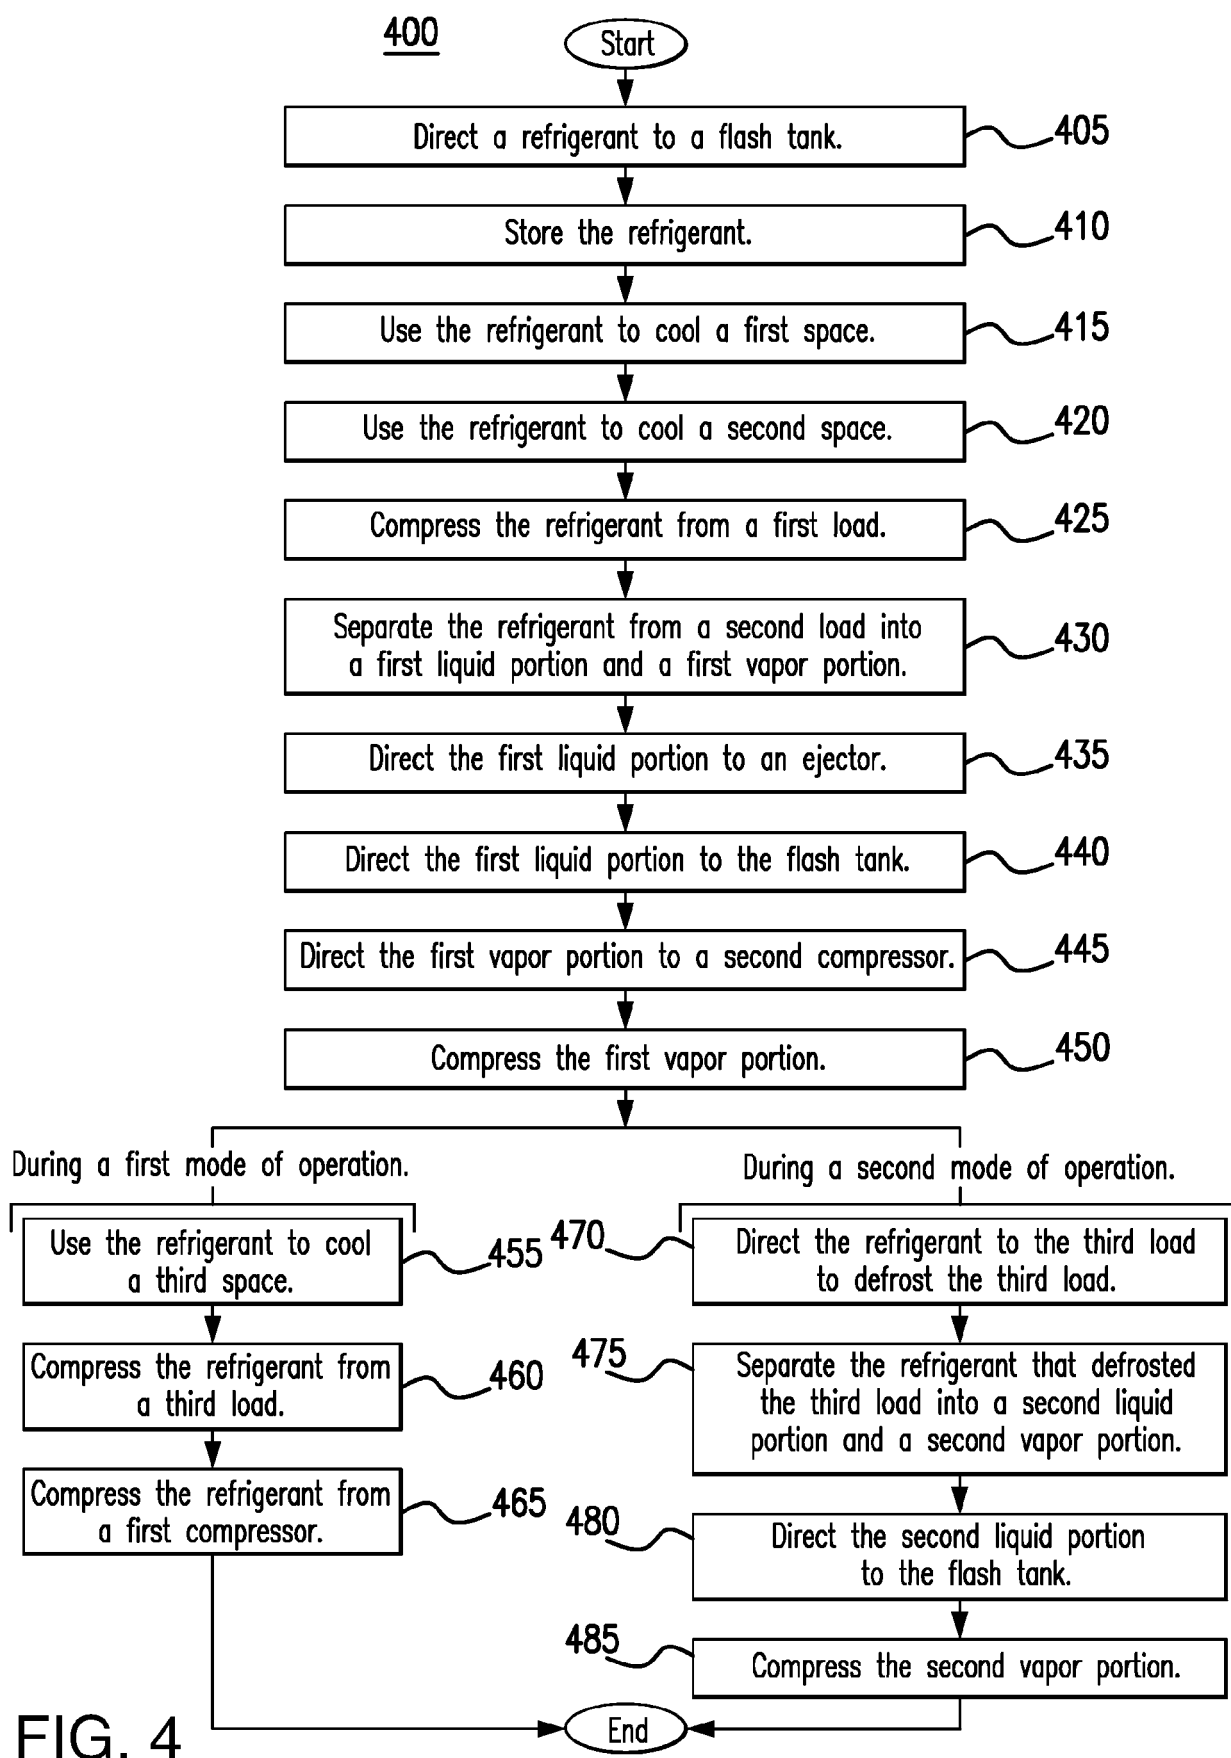 400
Start
Direct a refrigerant to a flash tank.
405
Store the refrigerant.
410
Use the refrigerant to cool a first space.
415
Use the refrigerant to cool a second space.
420
Compress the refrigerant from a first load.
425
Separate the refrigerant from a second load into
a first liquid portion and a first vapor portion.
430
Direct the first liquid portion to an ejector.
435
Direct the first liquid portion to the flash tank.
440
Direct the first vapor portion to a second compressor.
445
Compress the first vapor portion.
450
During a first mode of operation.
Use the refrigerant to cool
a third space.
455
Compress the refrigerant from
a third load.
460
Compress the refrigerant from
a first compressor.
465
During a second mode of operation.
470
Direct the refrigerant to the third load
to defrost the third load.
475
Separate the refrigerant that defrosted
the third load into a second liquid
portion and a second vapor portion.
480
Direct the second liquid portion
to the flash tank.
485
Compress the second vapor portion.
End
FIG. 4